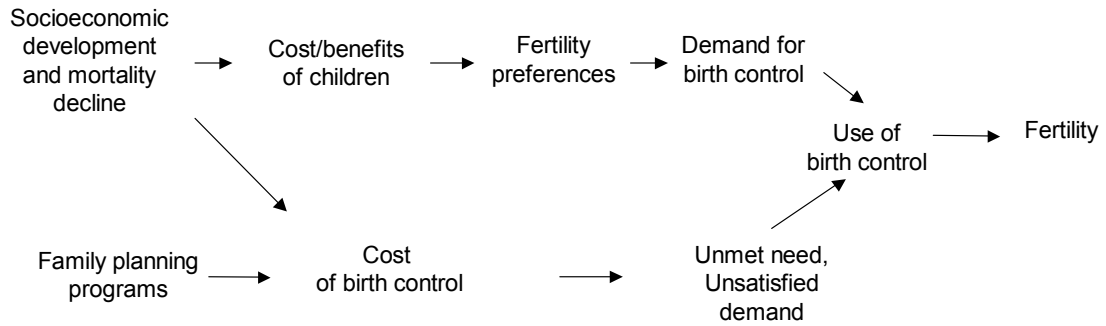 Socioeconomic
development
and mortality
decline
Cost/benefits
of children
Fertility
preferences
Demand for
birth control
Use of
birth control
Fertility
Family planning
programs
Cost
of birth control
Unmet need,
Unsatisfied
demand